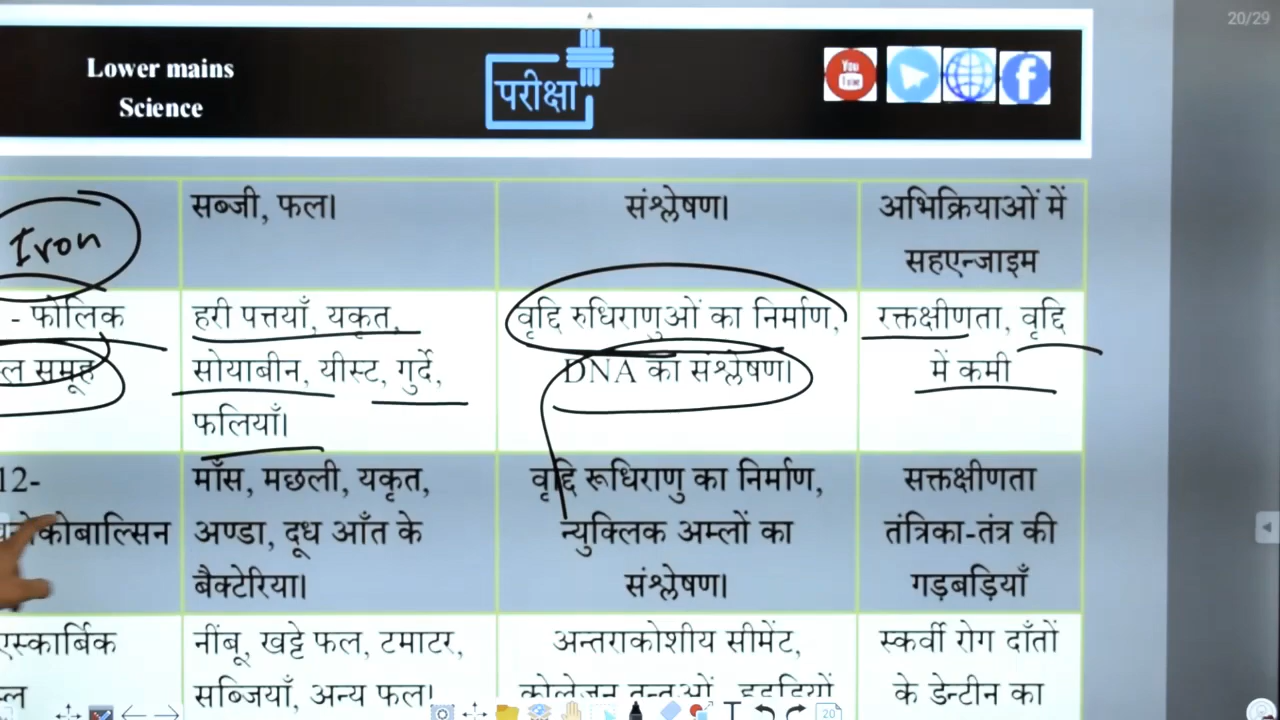 20/29
Lower mains
Science
परीक्षा
You
Tube
सब्जी, फल।
संश्लेषण।
अभिक्रियाओं में
सहएन्जाइम
Iron
- फोलिक
समूह
हरी पत्तयाँ, यकृत,
सोयाबीन, यीस्ट, गुर्दे,
फलियाँ।
वृद्दि रुधिराणुओं का निर्माण,
DNA का संश्लेषण।
रक्तक्षीणता, वृद्दि
में कमी
12-
माँस, मछली, यकृत,
अण्डा, दूध आँत के
बैक्टेरिया।
वृद्दि रूधिराणु का निर्माण,
न्युक्लिक अम्लों का
संश्लेषण।
सक्तक्षीणता
तंत्रिका-तंत्र की
गड़बड़ियाँ
नींबू, खट्टे फल, टमाटर,
सब्जियाँ, अन्य फल।
अन्तराकोशीय सीमेंट,
स्कर्वी रोग दाँतों
के डेन्टीन का
20